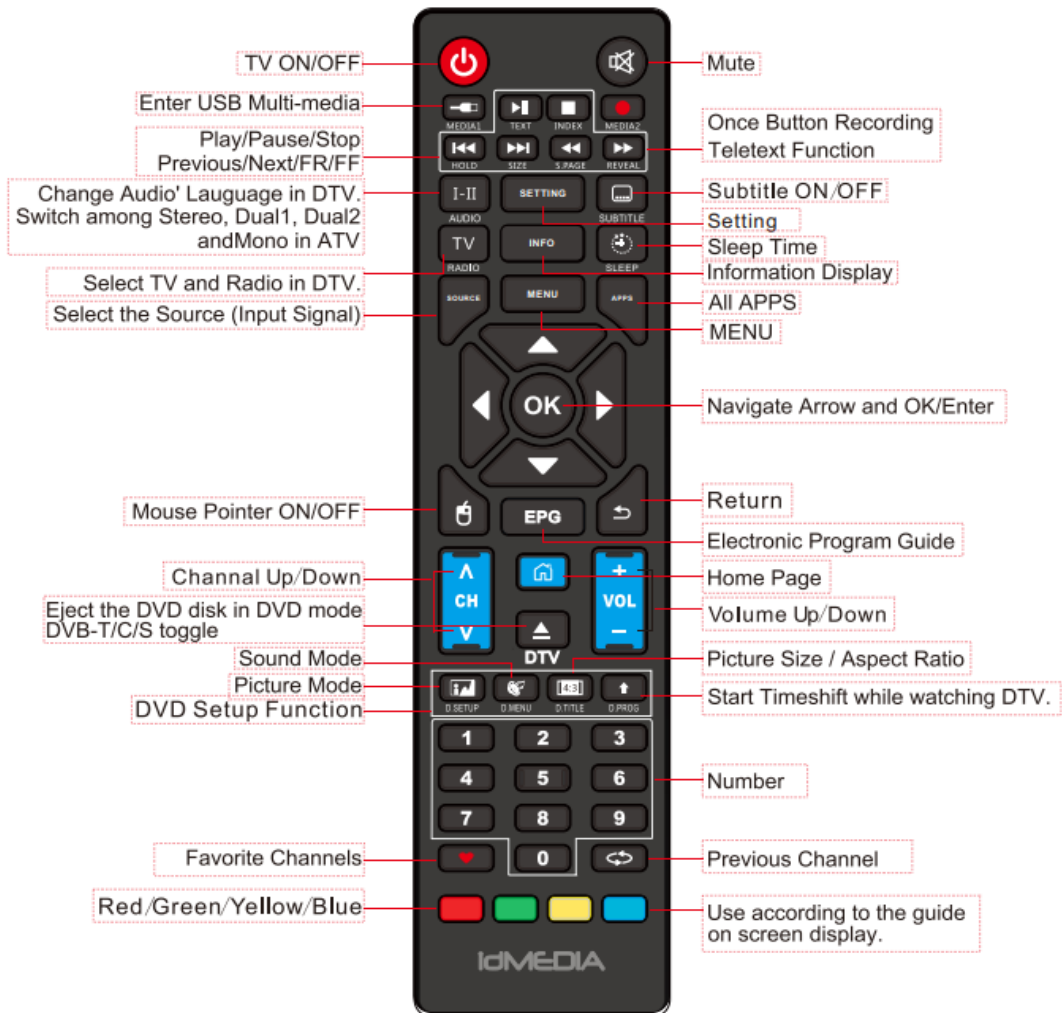 TV ON/OFF
Mute
Enter USB Multi-media
MEDIA1
TEXT
INDEX
MEDIA2
Once Button Recording
Teletext Function
Play/Pause/Stop
Previous/Next/FR/FF
HOLD
SIZE
S.PAGE
REVEAL
Change Audio' Lauguage in DTV.
Switch among Stereo, Dual1, Dual2
andMono in ATV
I-II
AUDIO
SETTING
SUBTITLE
Subtitle ON/OFF
Setting
TV
RADIO
INFO
SLEEP
Sleep Time
Information Display
Select TV and Radio in DTV.
Select the Source (Input Signal)
SOURCE
MENU
APPS
All APPS
MENU
OK
Navigate Arrow and OK/Enter
Mouse Pointer ON/OFF
EPG
Return
Electronic Program Guide
Channal Up/Down
CH
+
VOL
−
Home Page
Volume Up/Down
Eject the DVD disk in DVD mode
DVB-T/C/S toggle
DTV
Sound Mode
Picture Mode
DVD Setup Function
Picture Size / Aspect Ratio
Start Timeshift while watching DTV.
4:3
D.SETUP
D.MENU
D.TITLE
D.PROG
1 2 3
4 5 6
7 8 9
0
Number
Favorite Channels
Previous Channel
Red/Green/Yellow/Blue
Use according to the guide
on screen display.
idMEDIA